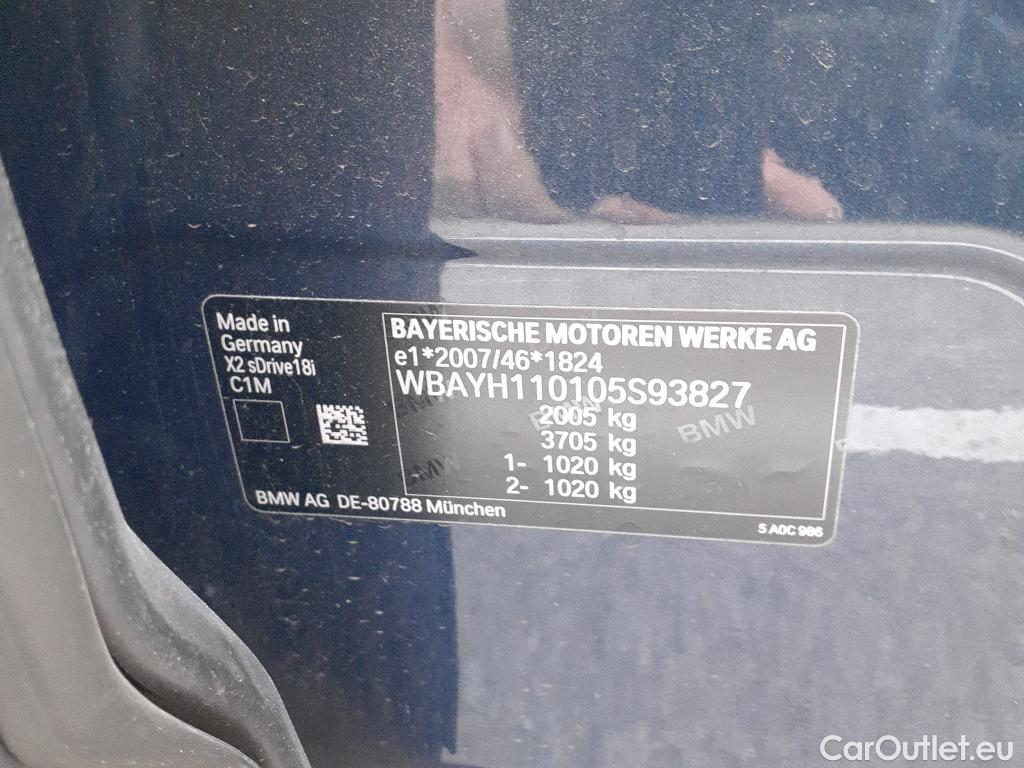 Made in
Germany
X2 sDrive18i
C1M
BAYERISCHE MOTOREN WERKE AG
e1*2007/46*1824
WBAYH110105S93827
2005 kg
3705 kg
1- 1020 kg
2- 1020 kg
BMW
BMW
BMW
BMW AG DE-80788 München
5 A0C 986
CarOutlet.eu